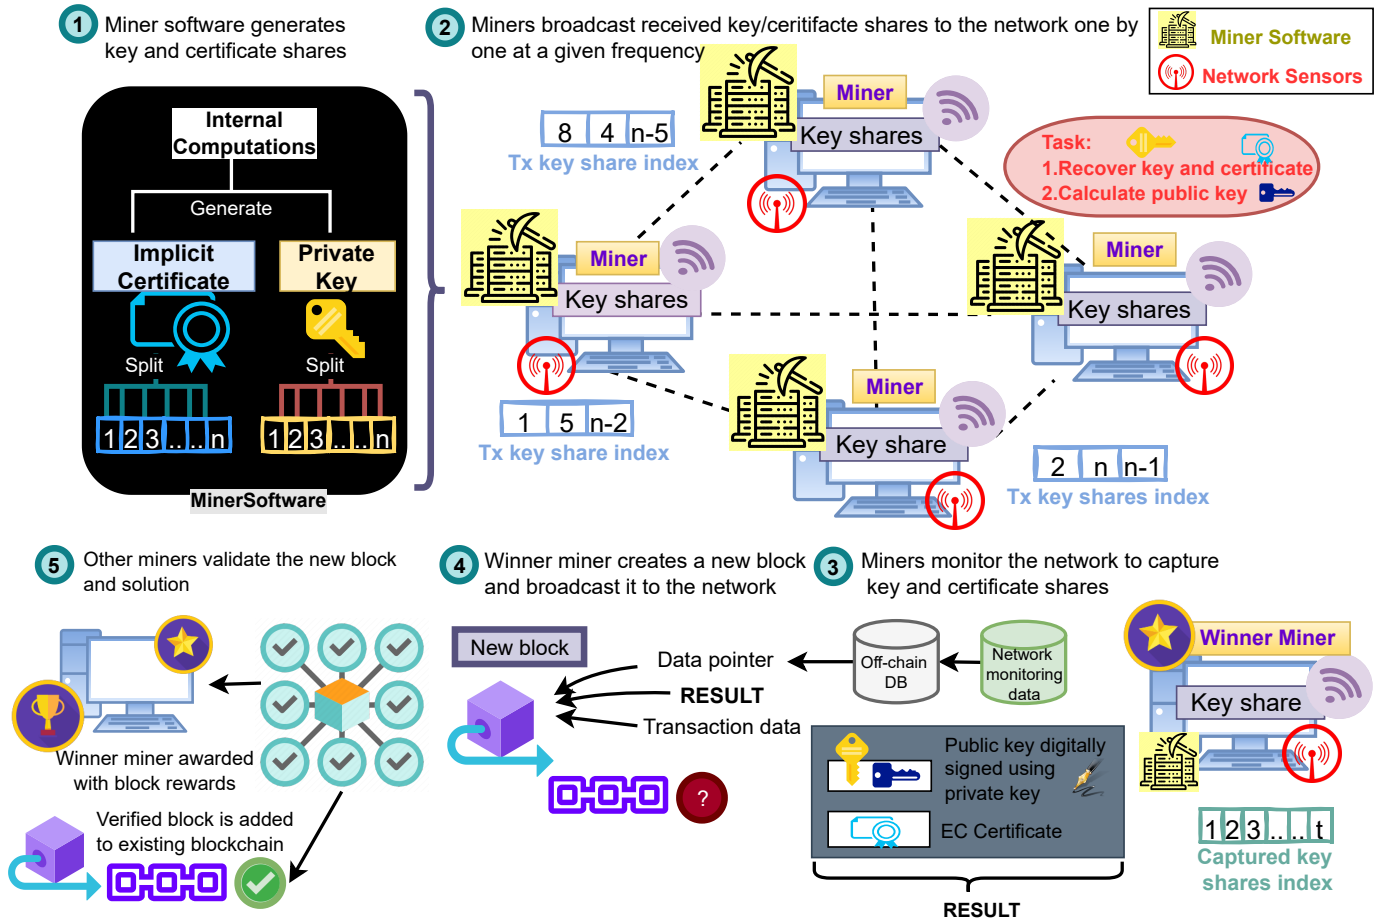 1 Miner software generates
key and certificate shares
Internal
Computations
Generate
Implicit
Certificate
Private
Key
Split
Split
1 2 3 .. .. n
1 2 3 .. .. n
MinerSoftware
2 Miners broadcast received key/ceritifacte shares to the network one by
one at a given frequency
Miner Software
Network Sensors
8 4 n-5
Tx key share index
Miner
Key shares
Task:
1.Recover key and certificate
2.Calculate public key
Miner
Key shares
1 5 n-2
Tx key share index
Miner
Key shares
Miner
Key share
2 n n-1
Tx key shares index
3 Miners monitor the network to capture
key and certificate shares
Network
monitoring
data
Off-chain
DB
Winner Miner
Key share
1 2 3 .. .. t
Captured key
shares index
Public key digitally
signed using
private key
EC Certificate
RESULT
4 Winner miner creates a new block
and broadcast it to the network
New block
Data pointer
RESULT
Transaction data
?
5 Other miners validate the new block
and solution
Winner miner awarded
with block rewards
Verified block is added
to existing blockchain